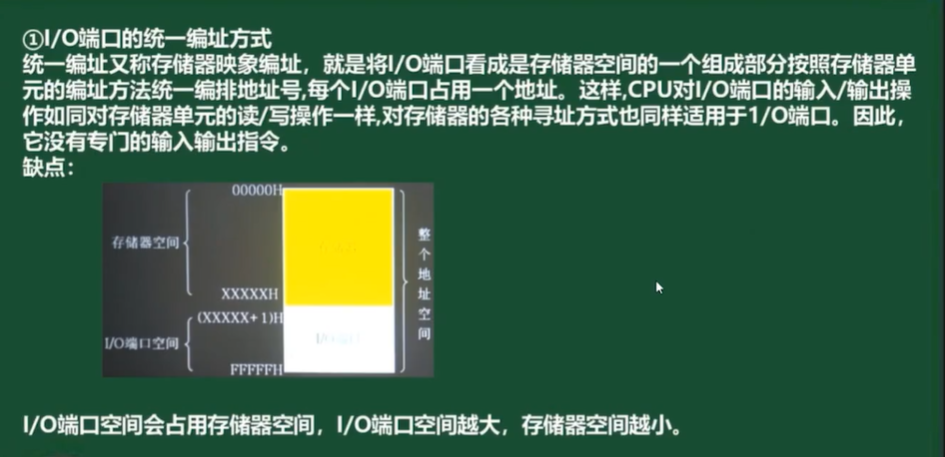 ①I/O端口的统一编址方式
统一编址又称存储器映象编址，就是将I/O端口看成是存储器空间的一个组成部分按照存储器单
元的编址方法统一编排地址号,每个I/O端口占用一个地址。这样,CPU对I/O端口的输入/输出操
作如同对存储器单元的读/写操作一样,对存储器的各种寻址方式也同样适用于1/O端口。因此，
它没有专门的输入输出指令。
缺点：
00000H
存储器空间
XXXXXH
(XXXXX+1)H
I/O端口空间
FFFFFH
整个地址空间
I/O端口空间会占用存储器空间，I/O端口空间越大，存储器空间越小。